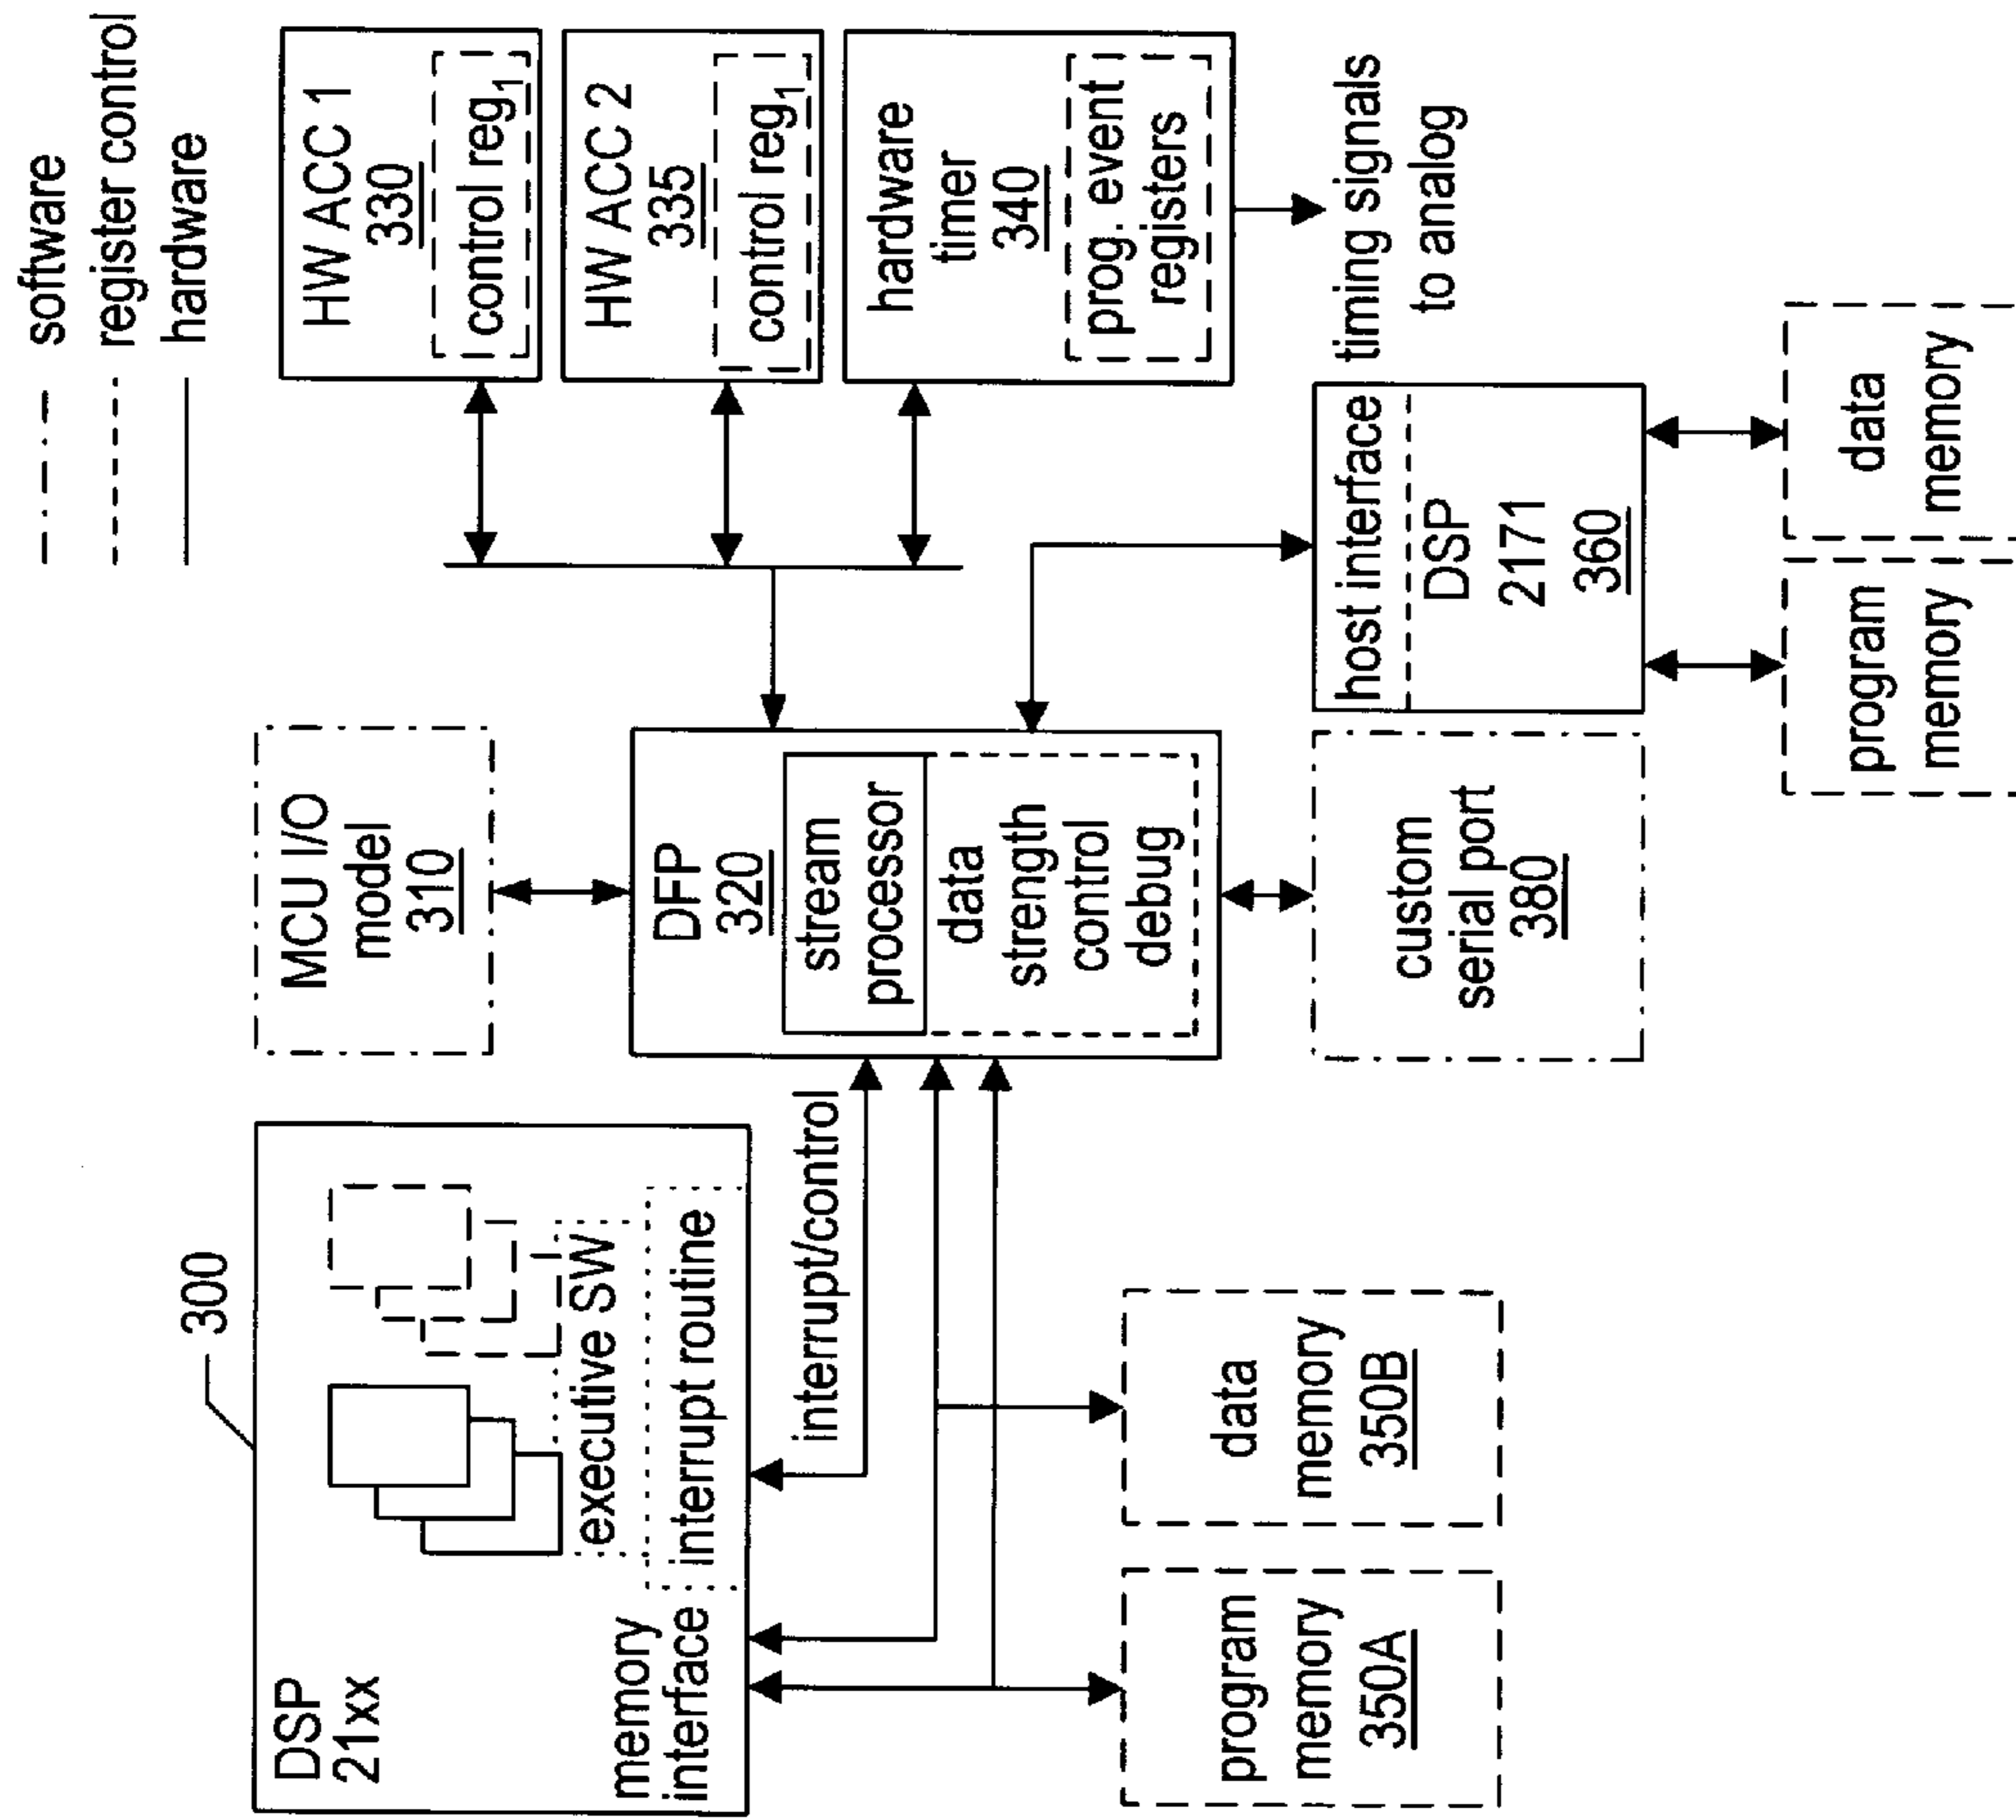 300
DSP
21xx
executive SW
interrupt routine
memory
interface
interrupt/control
program
memory
350A
data
memory
350B
MCU I/O
model
310
DFP
320
stream
processor
data
strength
control
debug
custom
serial port
380
software
register control
hardware
HW ACC 1
330
control reg1
HW ACC 2
335
control reg1
hardware
timer
340
prog. event
registers
timing signals
to analog
host interface
DSP
2171
360
program
memory
data
memory